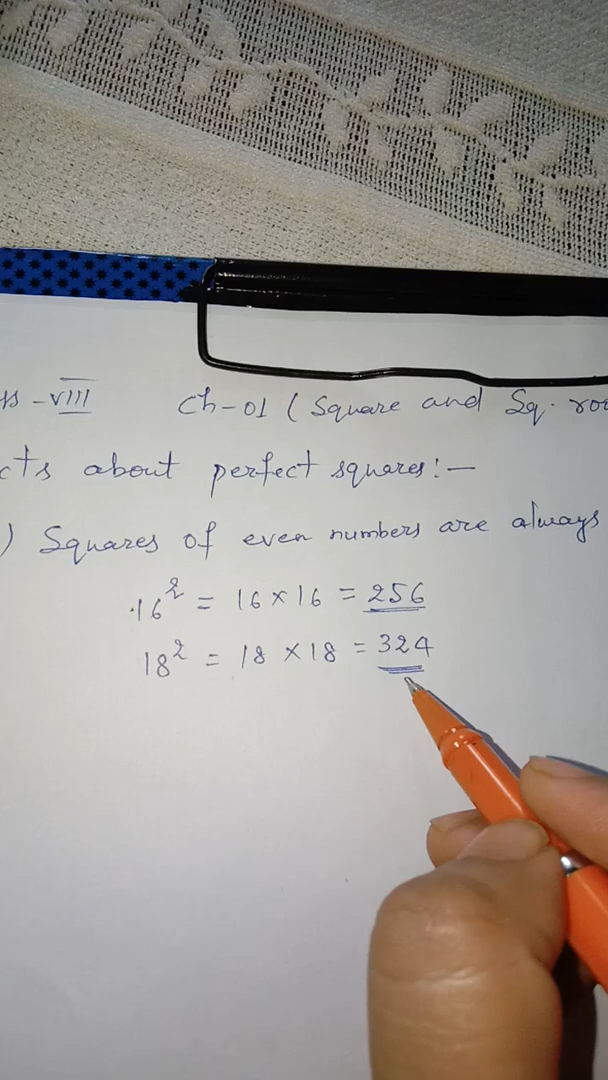 ss - VIII Ch-01 (Square and Sq. roo
cts about perfect squares:-
) Squares of even numbers are always
16² = 16 × 16 = 256
18² = 18 × 18 = 324